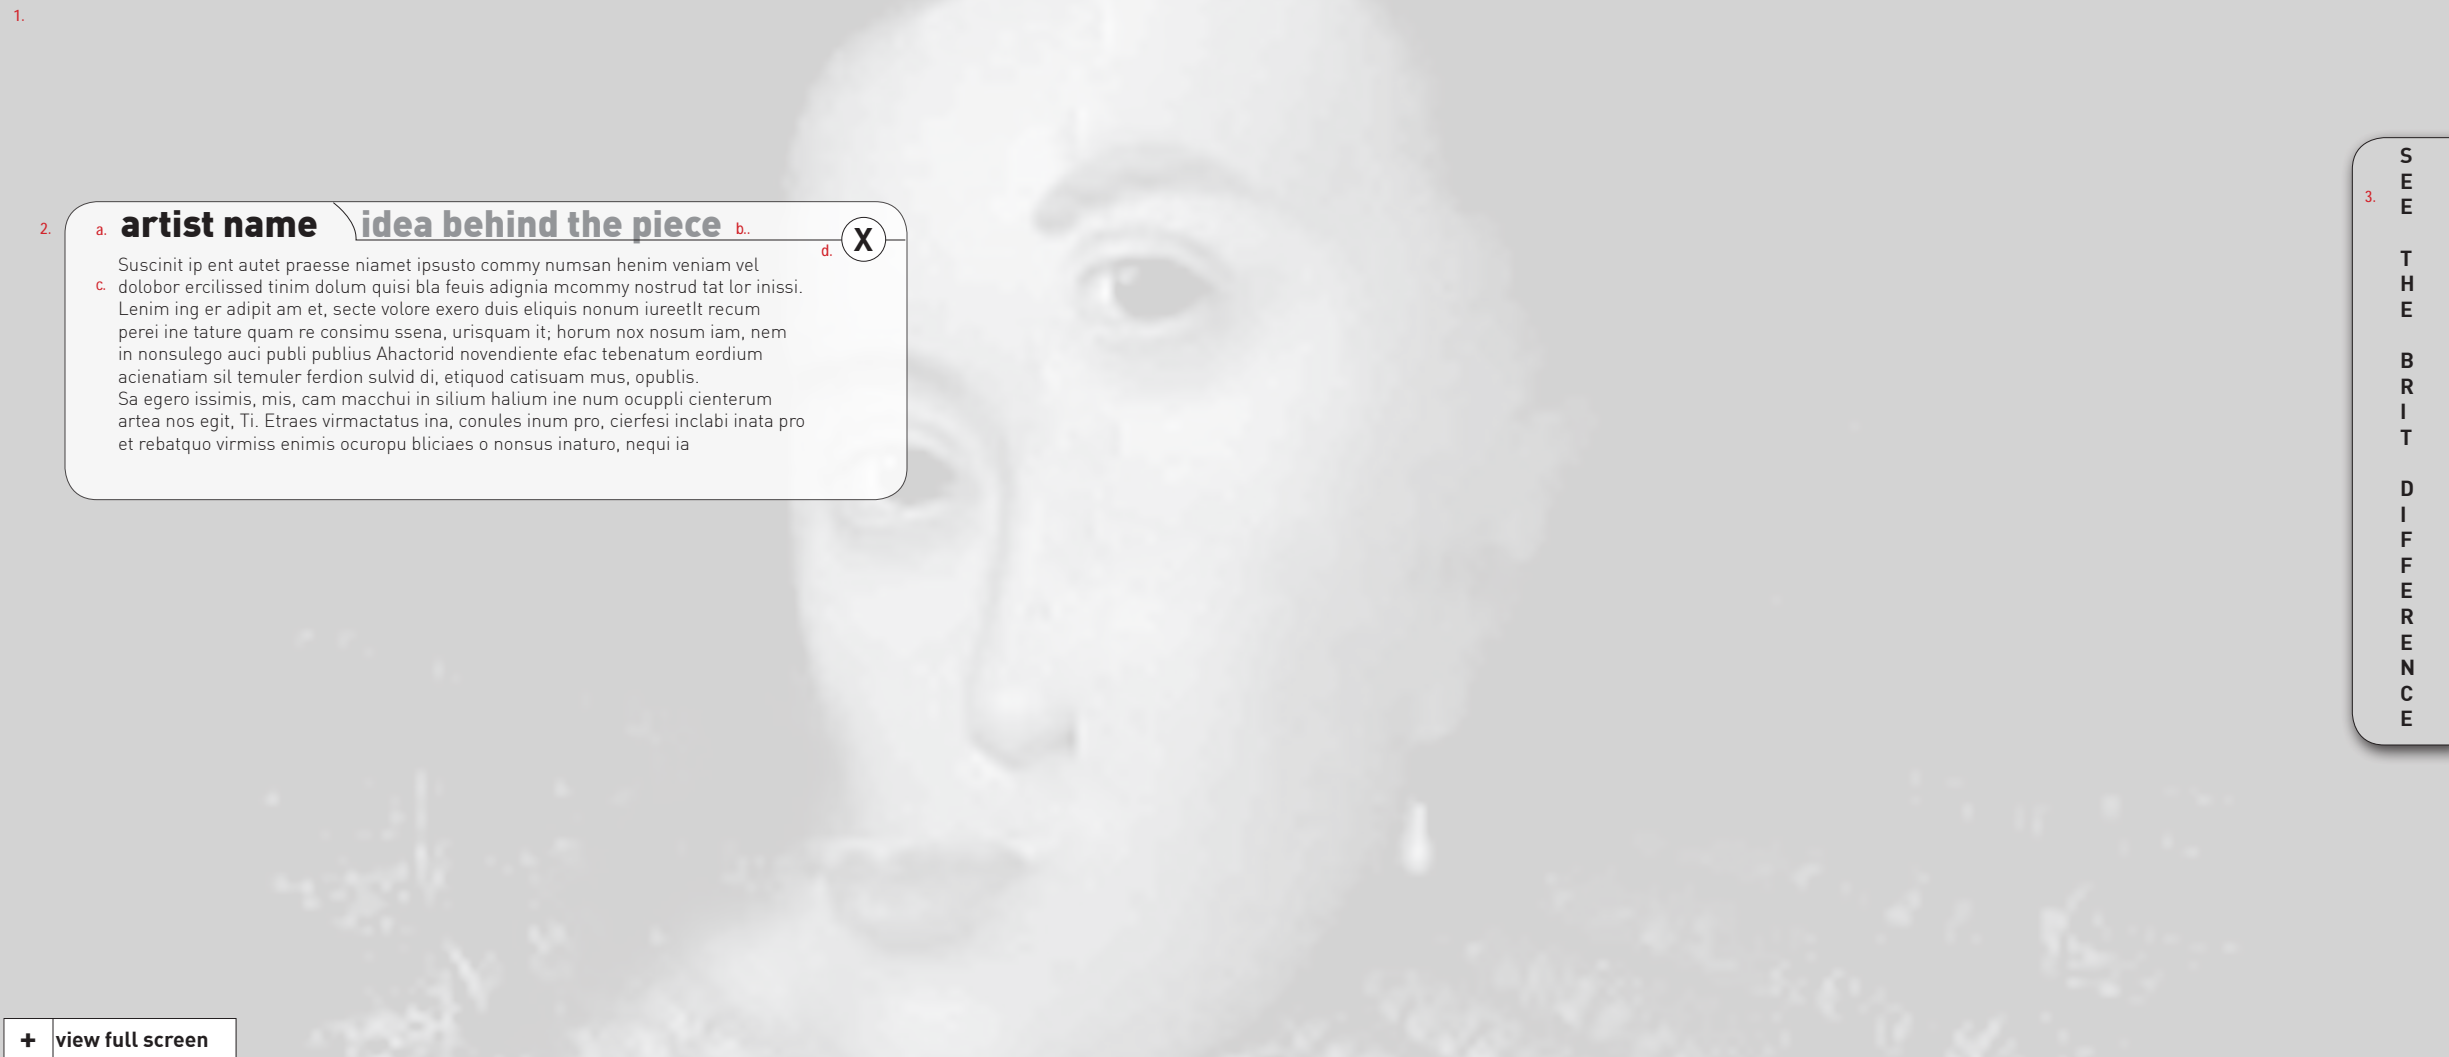 1.
2.
a. artist name
idea behind the piece b..
d. X
Suscinit ip ent autet praesse niamet ipsusto commy numsan henim veniam vel
c. dolobor ercilissed tinim dolum quisi bla feuis adignia mcommy nostrud tat lor inissi.
Lenim ing er adipit am et, secte volore exero duis eliquis nonum iureetIt recum
perei ine tature quam re consimu ssena, urisquam it; horum nox nosum iam, nem
in nonsulego auci publi publius Ahactorid novendiente efac tebenatum eordium
acienatiam sil temuler ferdion sulvid di, etiquod catisuam mus, opublis.
Sa egero issimis, mis, cam macchui in silium halium ine num ocuppli cienterum
artea nos egit, Ti. Etraes virmactatus ina, conules inum pro, cierfesi inclabi inata pro
et rebatquo virmiss enimis ocuropu bliciaes o nonsus inaturo, nequi ia
3.
SEE THE BRIT DIFFERENCE
+ view full screen